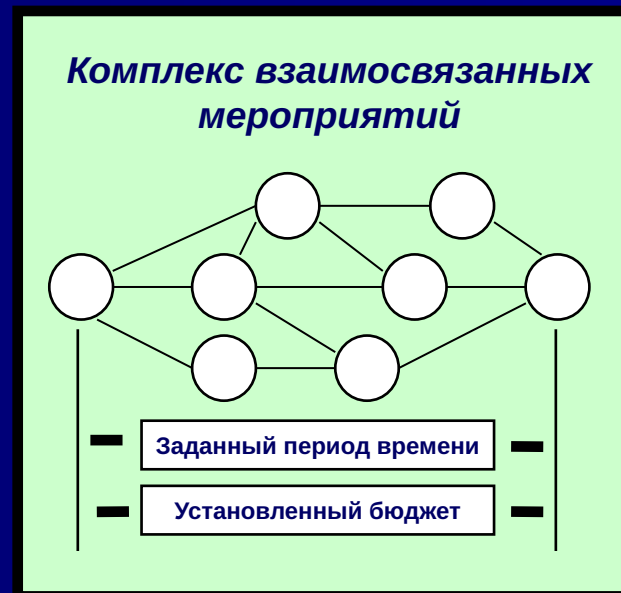 Комплекс взаимосвязанных
мероприятий
Заданный период времени
Установленный бюджет